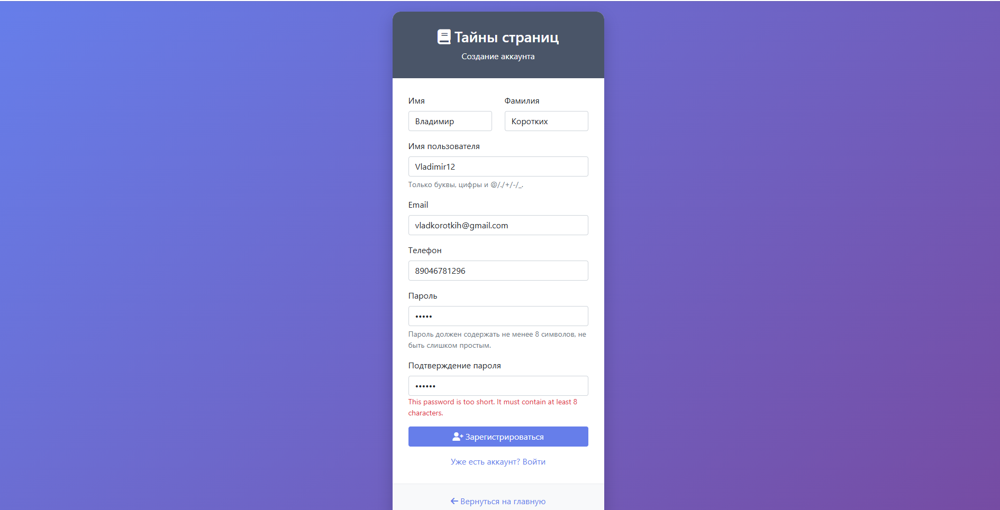 Тайны страниц
Создание аккаунта
Имя
Фамилия
Владимир
Коротких
Имя пользователя
Vladimir12
Только буквы, цифры и @/./+/-/_.
Email
vladkorotkih@gmail.com
Телефон
89046781296
Пароль
•••••
Пароль должен содержать не менее 8 символов, не
быть слишком простым.
Подтверждение пароля
••••••
This password is too short. It must contain at least 8
characters.
Зарегистрироваться
Уже есть аккаунт? Войти
Вернуться на главную